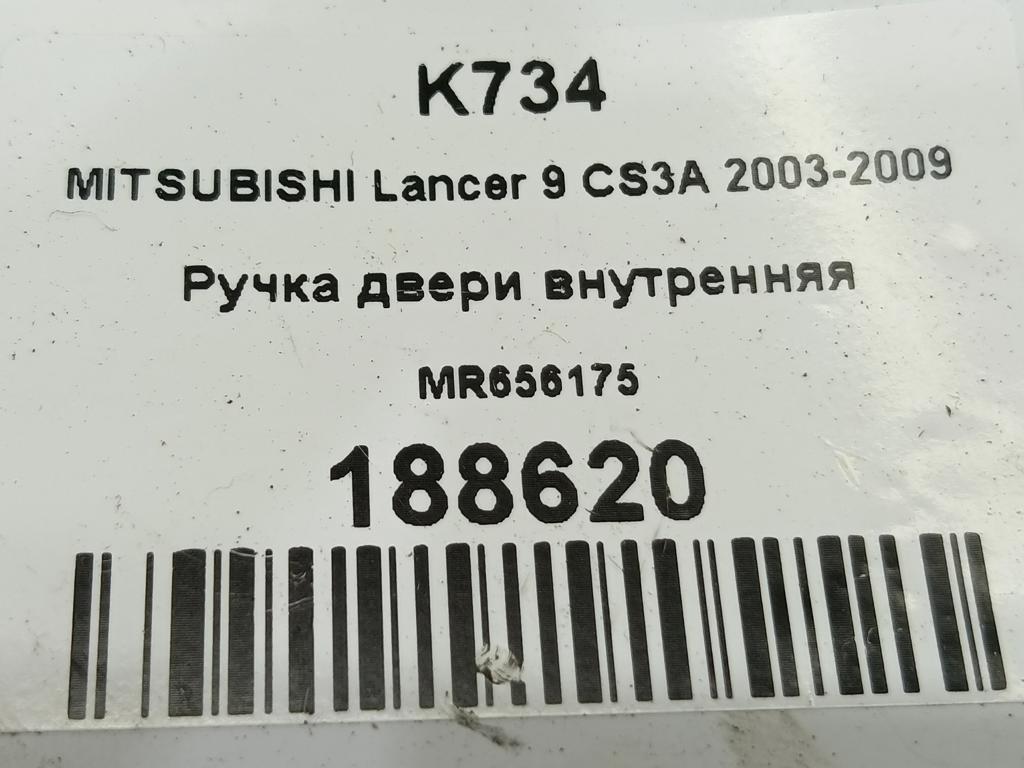 K734
MITSUBISHI Lancer 9 CS3A 2003-2009
Ручка двери внутренняя
MR656175
188620